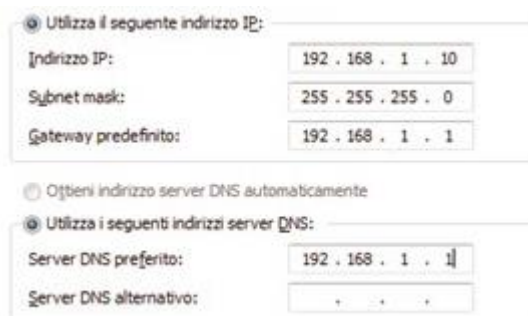 Utilizza il seguente indirizzo IP:
Indirizzo IP: 192 . 168 . 1 . 10
Subnet mask: 255 . 255 . 255 . 0
Gateway predefinito: 192 . 168 . 1 . 1
Ottieni indirizzo server DNS automaticamente
Utilizza i seguenti indirizzi server DNS:
Server DNS preferito: 192 . 168 . 1 . 1
Server DNS alternativo: . . .